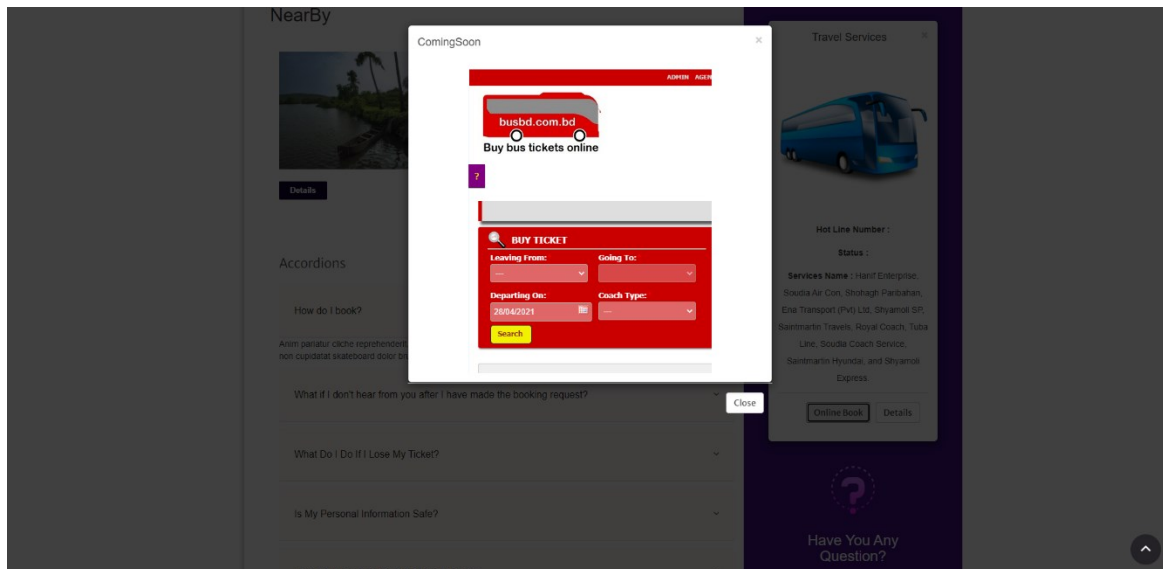 NearBy
Details
Accordions
How do I book?
Anim pariatur cliche reprehenderit
non cupidatat skateboard dolor
What if I don't hear from you after I have made the booking request?
What Do I Do If I Lose My Ticket?
Is My Personal Information Safe?
ComingSoon
×
ADMIN AGEN
busbd.com.bd
Buy bus tickets online
?
BUY TICKET
Leaving From:
Going To:
---
Departing On:
Coach Type:
28/04/2021
---
Search
Close
Travel Services
×
Hot Line Number :
Status :
Services Name : Hanif Enterprise,
Soudia Air Con, Shohagh Paribahan,
Ena Transport (Pvt) Ltd, Shyamoli SP,
Saintmartin Travels, Royal Coach, Tuba
Line, Soudia Coach Service,
Saintmartin Hyundai, and Shyamoli
Express.
Online Book
Details
?
Have You Any
Question?